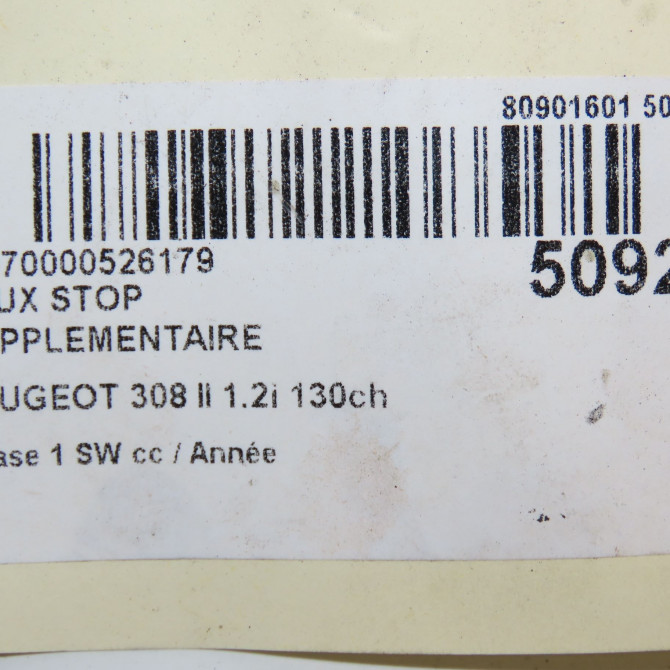 80901601 50
70000526179
5092
UX STOP
PPLEMENTAIRE
UGEOT 308 II 1.2i 130ch
ase 1 SW cc / Année